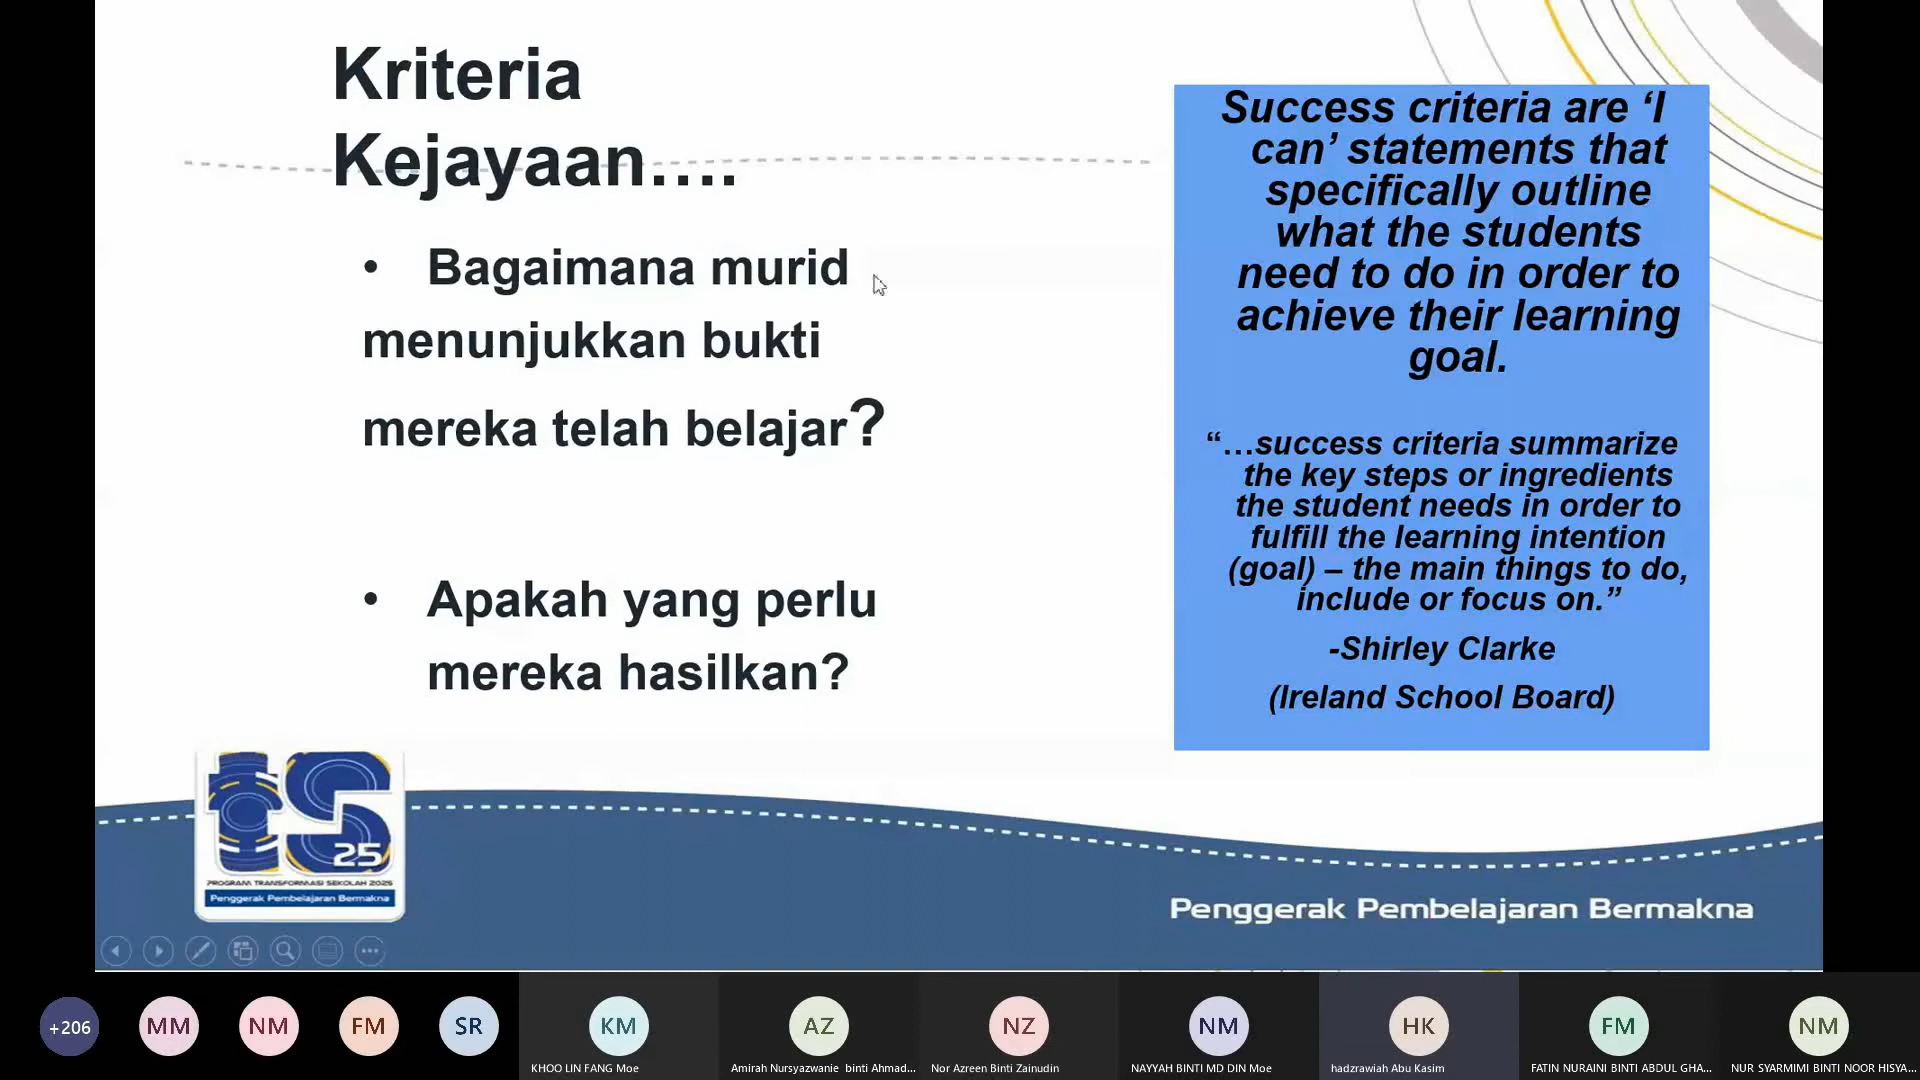 Kriteria
Kejayaan....
• Bagaimana murid
menunjukkan bukti
mereka telah belajar?
• Apakah yang perlu
mereka hasilkan?
Success criteria are ‘I
can’ statements that
specifically outline
what the students
need to do in order to
achieve their learning
goal.
“…success criteria summarize
the key steps or ingredients
the student needs in order to
fulfill the learning intention
(goal) – the main things to do,
include or focus on.”
-Shirley Clarke
(Ireland School Board)
tS
25
PROGRAM TRANSFORMASI SEKOLAH 2025
Penggerak Pembelajaran Bermakna
Penggerak Pembelajaran Bermakna
+206
MM
NM
FM
SR
KM
KHOO LIN FANG Moe
AZ
Amirah Nursyazwanie binti Ahmad...
NZ
Nor Azreen Binti Zainudin
NM
NAYYAH BINTI MD DIN Moe
HK
hadzrawiah Abu Kasim
FM
FATIN NURAINI BINTI ABDUL GHA...
NM
NUR SYARMIMI BINTI NOOR HISYA...